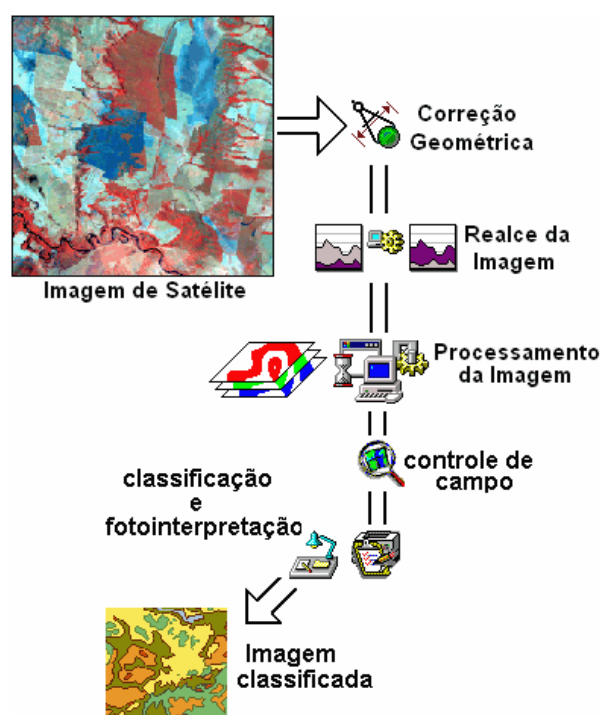 Correção
Geométrica
Realce da
Imagem
Imagem de Satélite
Processamento
da Imagem
controle de
campo
classificação
e
fotointerpretação
Imagem
classificada